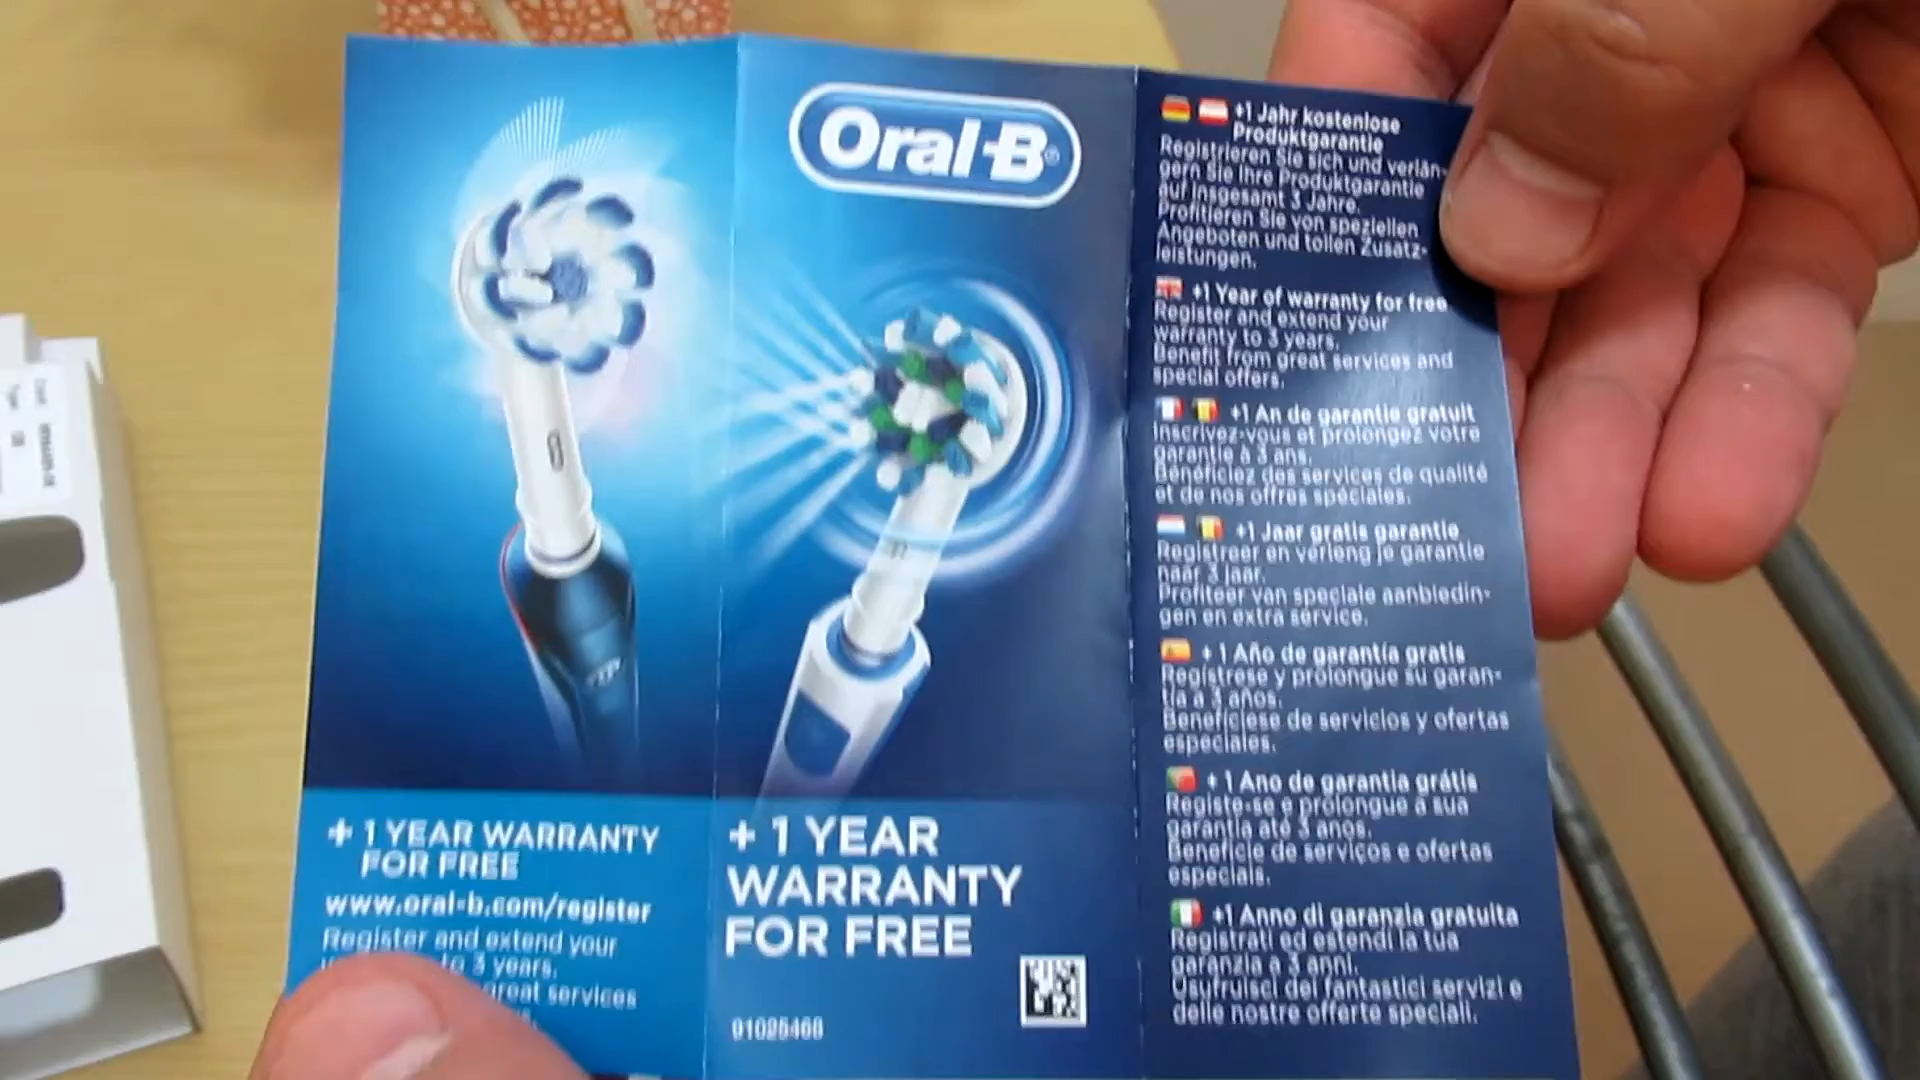 + 1 YEAR WARRANTY
FOR FREE
www.oral-b.com/register
Register and extend your
to 3 years.
great services
Oral-B
+ 1 YEAR
WARRANTY
FOR FREE
91025468
+1 Jahr kostenlose
Produktgarantie
Registrieren Sie sich und verlän-
gern Sie Ihre Produktgarantie
auf insgesamt 3 Jahre.
Profitieren Sie von speziellen
Angeboten und tollen Zusatz-
leistungen.
+1 Year of warranty for free
Register and extend your
warranty to 3 years.
Benefit from great services and
special offers.
+1 An de garantie gratuit
Inscrivez-vous et prolongez votre
garantie à 3 ans.
Bénéficiez des services de qualité
et de nos offres spéciales.
+1 Jaar gratis garantie
Registreer en verleng je garantie
naar 3 jaar.
Profiteer van speciale aanbiedin-
gen en extra service.
+ 1 Año de garantía gratis
Regístrese y prolongue su garan-
tía a 3 años.
Benefíciese de servicios y ofertas
especiales.
+ 1 Ano de garantia grátis
Registe-se e prolongue a sua
garantia até 3 anos.
Beneficie de serviços e ofertas
especiais.
+1 Anno di garanzia gratuita
Registrati ed estendi la tua
garanzia a 3 anni.
Usufruisci dei fantastici servizi e
delle nostre offerte speciali.